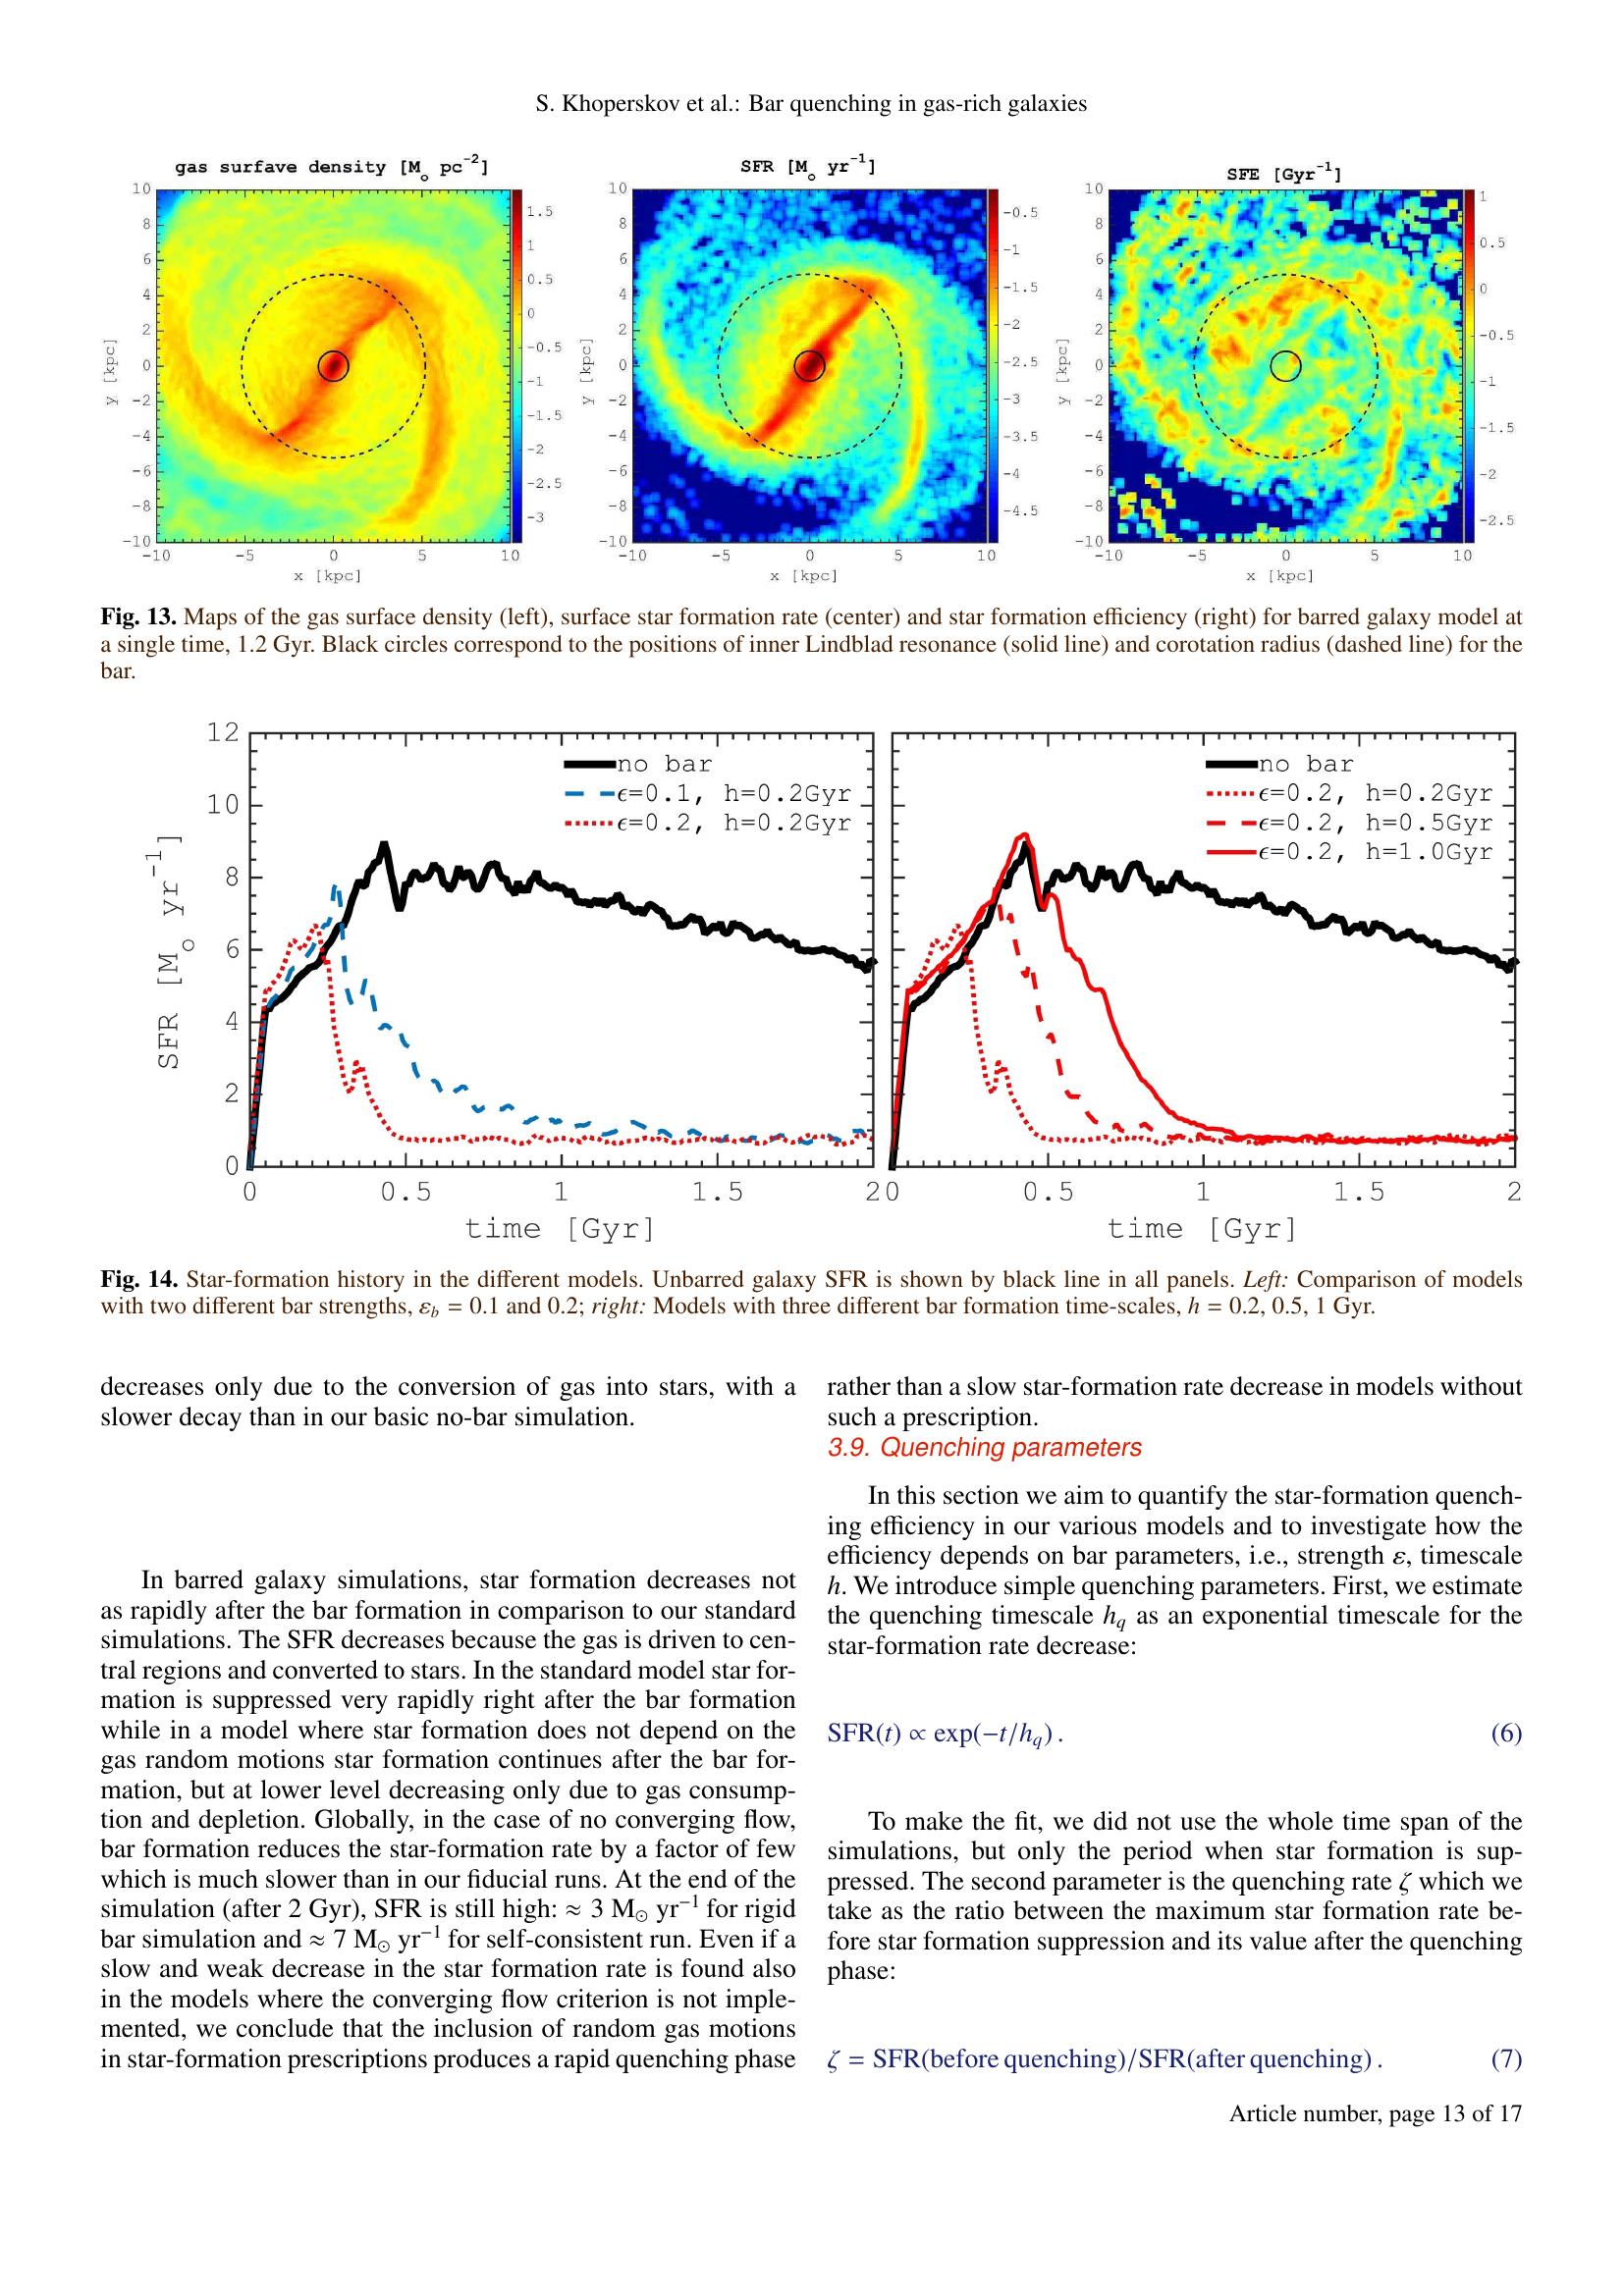 S. Khoperskov et al.: Bar quenching in gas-rich galaxies
gas surfave density [M○ pc−2]
10
8
6
4
2
0
−2
−4
−6
−8
−10
y [kpc]
−10 −5 0 5 10
x [kpc]
1.5
1
0.5
0
−0.5
−1
−1.5
−2
−2.5
−3
SFR [M○ yr−1]
10
8
6
4
2
0
−2
−4
−6
−8
−10
y [kpc]
−10 −5 0 5 10
x [kpc]
−0.5
−1
−1.5
−2
−2.5
−3
−3.5
−4
−4.5
SFE [Gyr−1]
10
8
6
4
2
0
−2
−4
−6
−8
−10
y [kpc]
−10 −5 0 5 10
x [kpc]
1
0.5
0
−0.5
−1
−1.5
−2
−2.5
Fig. 13. Maps of the gas surface density (left), surface star formation rate (center) and star formation efficiency (right) for barred galaxy model at
a single time, 1.2 Gyr. Black circles correspond to the positions of inner Lindblad resonance (solid line) and corotation radius (dashed line) for the
bar.
12
10
8
6
4
2
0
SFR [M○ yr−1]
no bar
ϵ=0.1, h=0.2Gyr
ϵ=0.2, h=0.2Gyr
0 0.5 1 1.5 2
time [Gyr]
no bar
ϵ=0.2, h=0.2Gyr
ϵ=0.2, h=0.5Gyr
ϵ=0.2, h=1.0Gyr
0 0.5 1 1.5 2
time [Gyr]
Fig. 14. Star-formation history in the different models. Unbarred galaxy SFR is shown by black line in all panels. Left: Comparison of models
with two different bar strengths, εb = 0.1 and 0.2; right: Models with three different bar formation time-scales, h = 0.2, 0.5, 1 Gyr.
decreases only due to the conversion of gas into stars, with a
slower decay than in our basic no-bar simulation.
In barred galaxy simulations, star formation decreases not
as rapidly after the bar formation in comparison to our standard
simulations. The SFR decreases because the gas is driven to cen-
tral regions and converted to stars. In the standard model star for-
mation is suppressed very rapidly right after the bar formation
while in a model where star formation does not depend on the
gas random motions star formation continues after the bar for-
mation, but at lower level decreasing only due to gas consump-
tion and depletion. Globally, in the case of no converging flow,
bar formation reduces the star-formation rate by a factor of few
which is much slower than in our fiducial runs. At the end of the
simulation (after 2 Gyr), SFR is still high: ≈ 3 M⊙ yr−1 for rigid
bar simulation and ≈ 7 M⊙ yr−1 for self-consistent run. Even if a
slow and weak decrease in the star formation rate is found also
in the models where the converging flow criterion is not imple-
mented, we conclude that the inclusion of random gas motions
in star-formation prescriptions produces a rapid quenching phase
rather than a slow star-formation rate decrease in models without
such a prescription.
3.9. Quenching parameters
In this section we aim to quantify the star-formation quench-
ing efficiency in our various models and to investigate how the
efficiency depends on bar parameters, i.e., strength ε, timescale
h. We introduce simple quenching parameters. First, we estimate
the quenching timescale hq as an exponential timescale for the
star-formation rate decrease:
SFR(t) ∝ exp(−t/hq) . (6)
To make the fit, we did not use the whole time span of the
simulations, but only the period when star formation is sup-
pressed. The second parameter is the quenching rate ζ which we
take as the ratio between the maximum star formation rate be-
fore star formation suppression and its value after the quenching
phase:
ζ = SFR(before quenching)/SFR(after quenching) . (7)
Article number, page 13 of 17